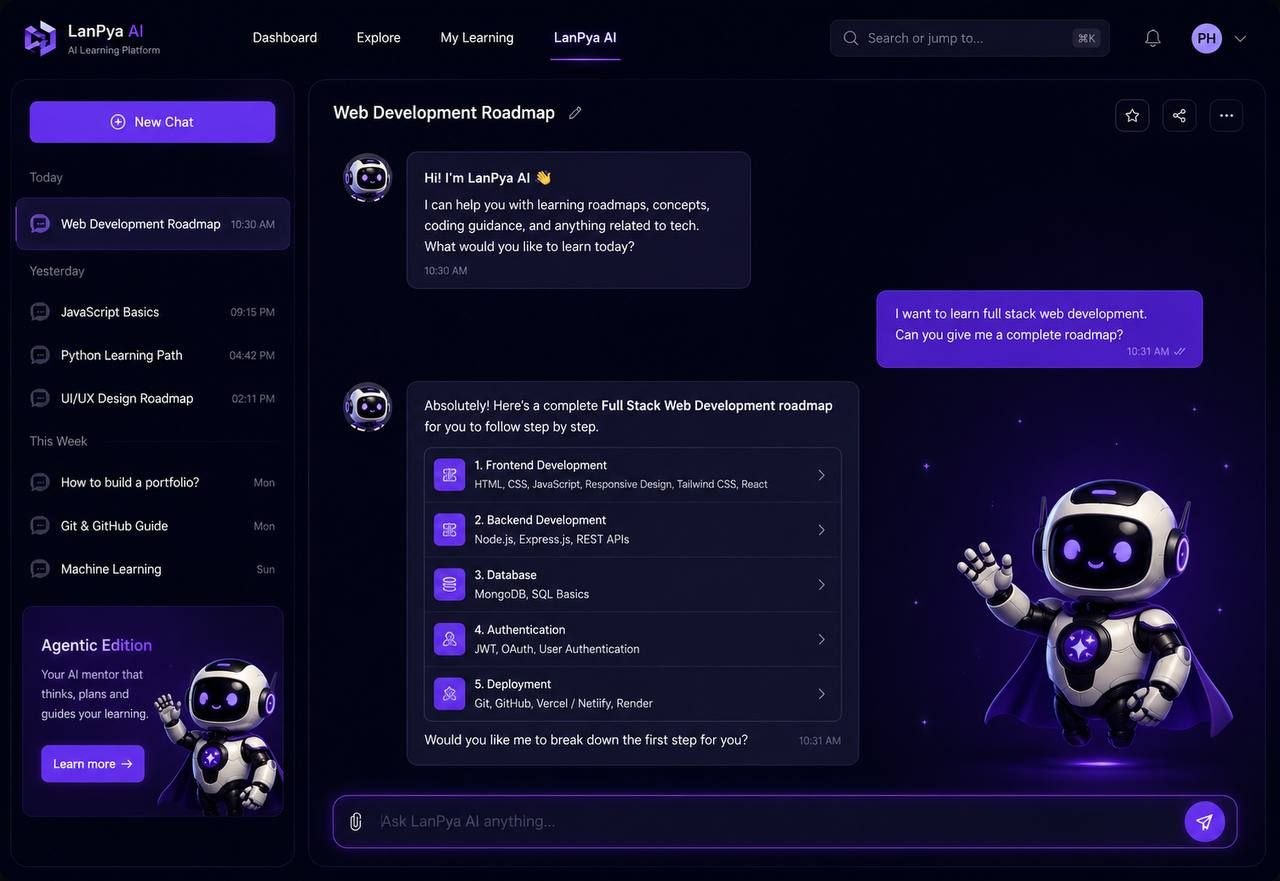 LanPya AI
AI Learning Platform
Dashboard
Explore
My Learning
LanPya AI
Search or jump to...
⌘K
PH
New Chat
Today
Web Development Roadmap 10:30 AM
Yesterday
JavaScript Basics 09:15 PM
Python Learning Path 04:42 PM
UI/UX Design Roadmap 02:11 PM
This Week
How to build a portfolio? Mon
Git & GitHub Guide Mon
Machine Learning Sun
Agentic Edition
Your AI mentor that
thinks, plans and
guides your learning.
Learn more →
Web Development Roadmap
Hi! I'm LanPya AI 👋
I can help you with learning roadmaps, concepts,
coding guidance, and anything related to tech.
What would you like to learn today?
10:30 AM
I want to learn full stack web development.
Can you give me a complete roadmap?
10:31 AM
Absolutely! Here's a complete Full Stack Web Development roadmap
for you to follow step by step.
1. Frontend Development
HTML, CSS, JavaScript, Responsive Design, Tailwind CSS, React
2. Backend Development
Node.js, Express.js, REST APIs
3. Database
MongoDB, SQL Basics
4. Authentication
JWT, OAuth, User Authentication
5. Deployment
Git, GitHub, Vercel / Netlify, Render
Would you like me to break down the first step for you? 10:31 AM
Ask LanPya AI anything...